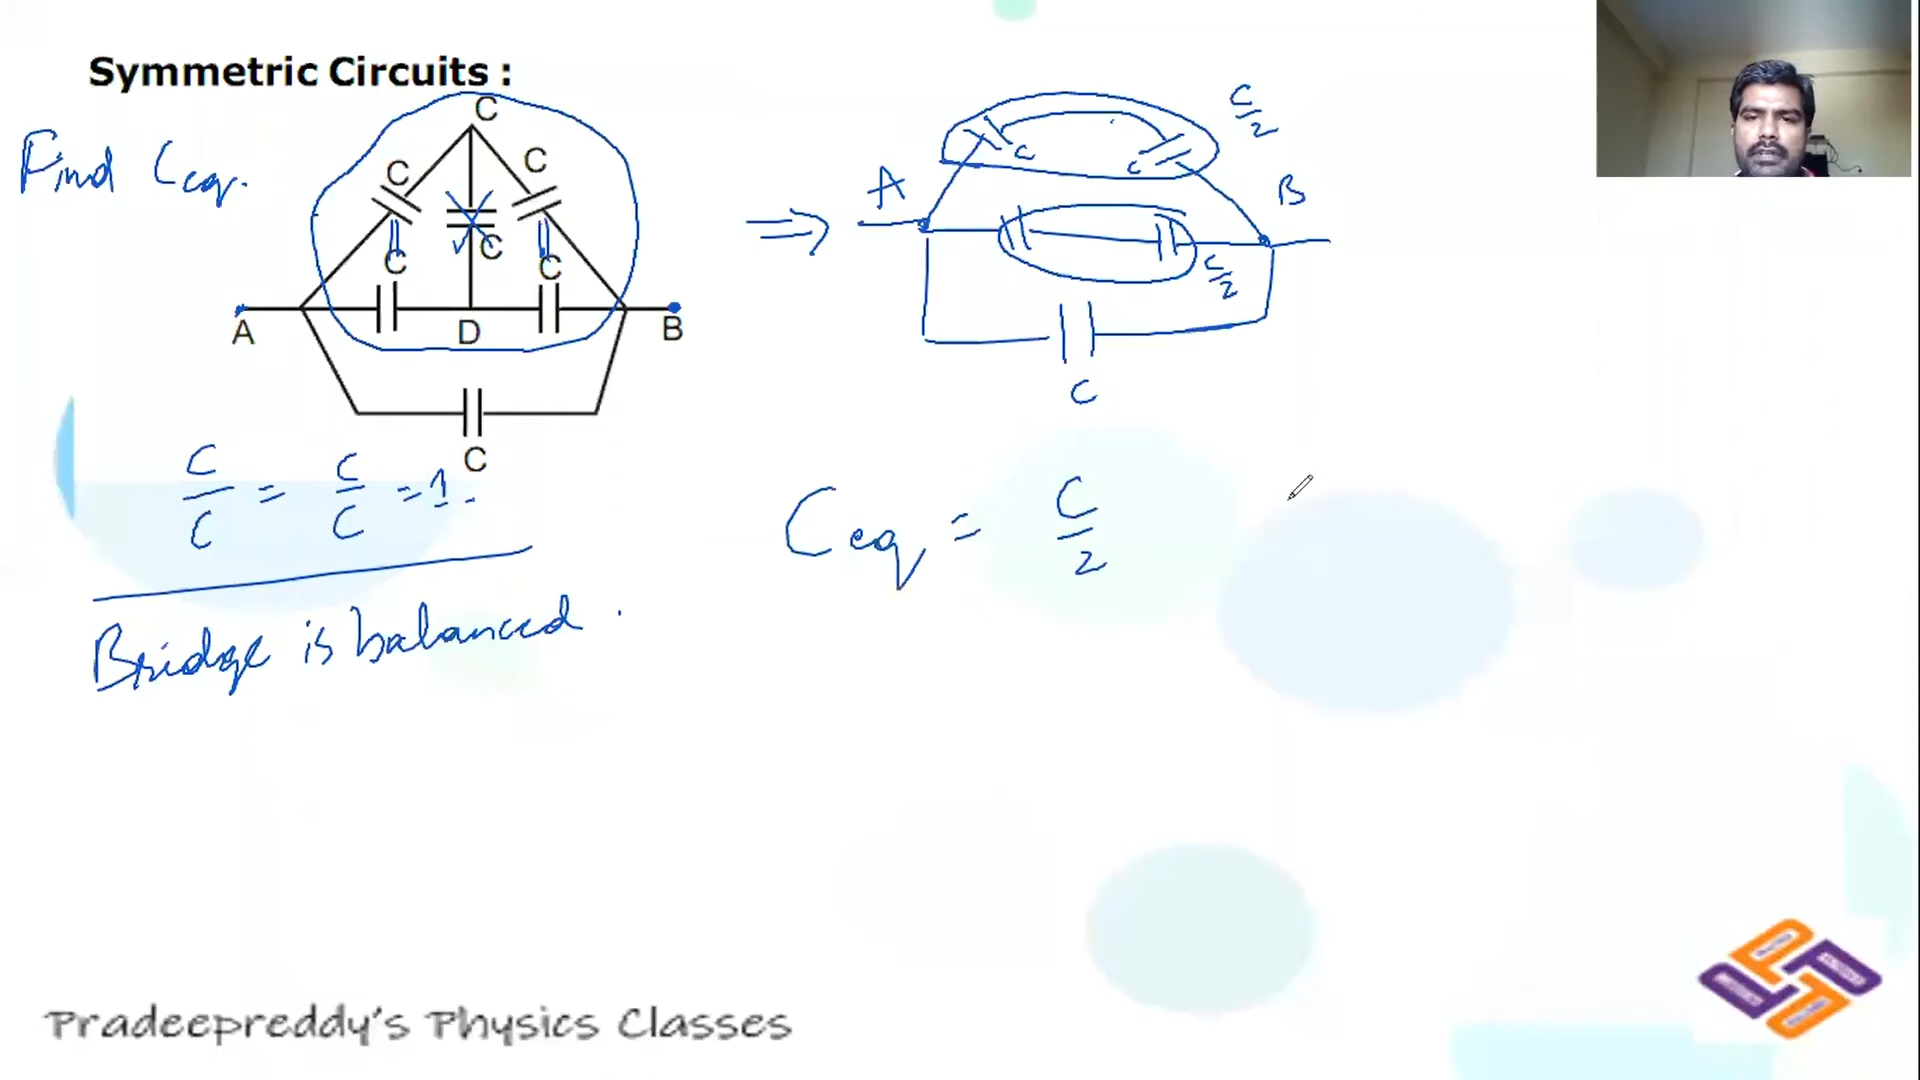 Symmetric Circuits :
Find Ceq.
C
C
C
C
C
C
A
D
B
C
C/C = C/C = 1.
Bridge is balanced.
⇒
A
B
C
C
C/2
C/2
C
Ceq = C/2
Pradeepreddy's Physics Classes